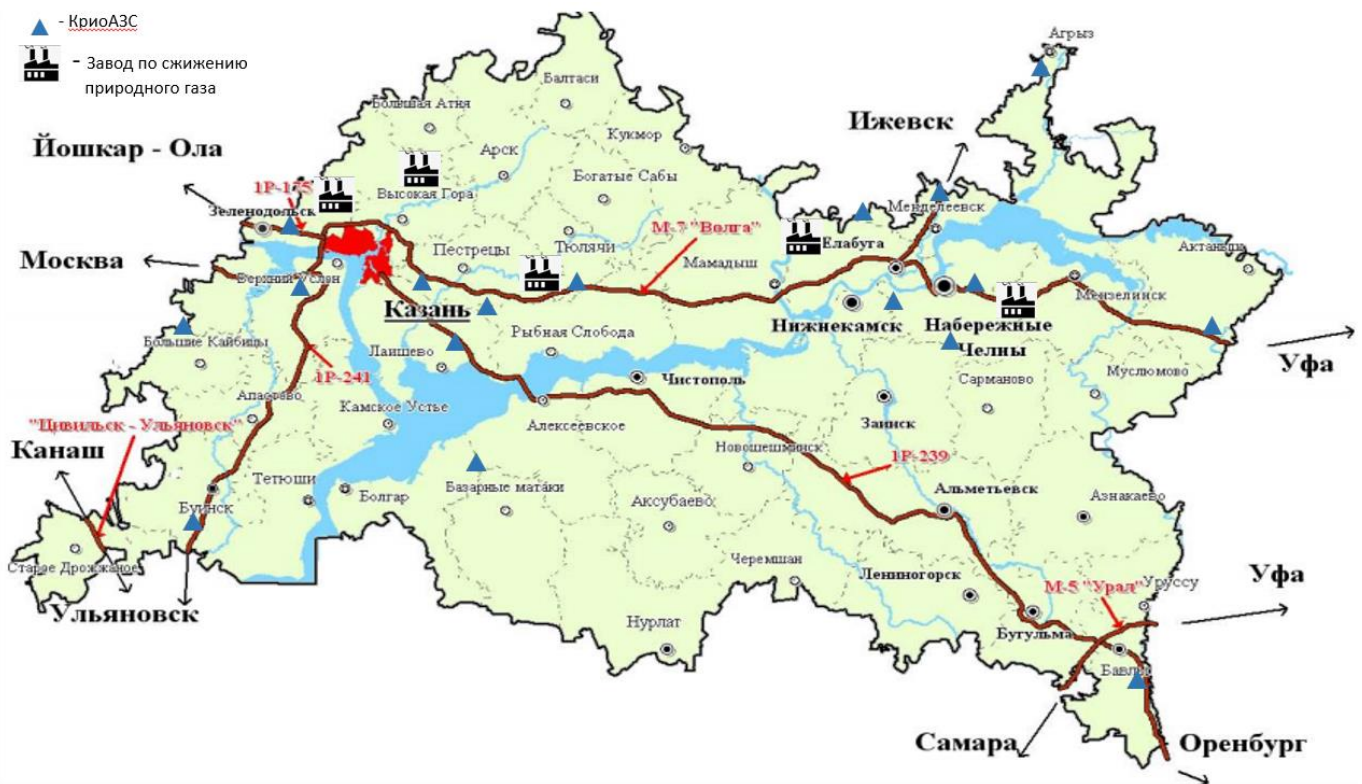 - КриоАЗС
- Завод по сжижению
природного газа
Агрыз
Балтаси
Большая Атня
Ижевск
Кукмор
Йошкар - Ола
Арск
1Р-175
Высокая Гора
Богатые Сабы
Зеленодольск
Менделеевск
М-7 "Волга"
Елабуга
Тюлячи
Пестрецы
Актаныш
Москва
Мамадыш
Верхний Услон
Мензелинск
Казань
Нижнекамск
Набережные
Челны
Рыбная Слобода
Большие Кайбицы
Лаишево
Уфа
1Р-241
Чистополь
Сарманово
Муслюмово
Апастово
Камское Устье
"Цивильск - Ульяновск"
Алексеевское
Заинск
Канаш
Новошешминск
1Р-239
Тетюши
Болгар
Базарные матаки
Аксубаево
Альметьевск
Азнакаево
Буинск
Черемшан
Старое Дрожжаное
Лениногорск
Уфа
М-5 "Урал"
Уруссу
Ульяновск
Нурлат
Бугульма
Бавлы
Самара
Оренбург